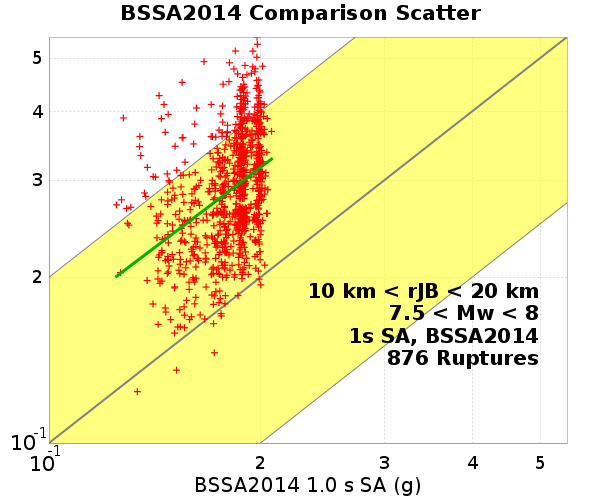 BSSA2014 Comparison Scatter
5
4
3
2
10 km < rJB < 20 km
7.5 < Mw < 8
1s SA, BSSA2014
876 Ruptures
10-1
10-1 2 3 4 5
BSSA2014 1.0 s SA (g)